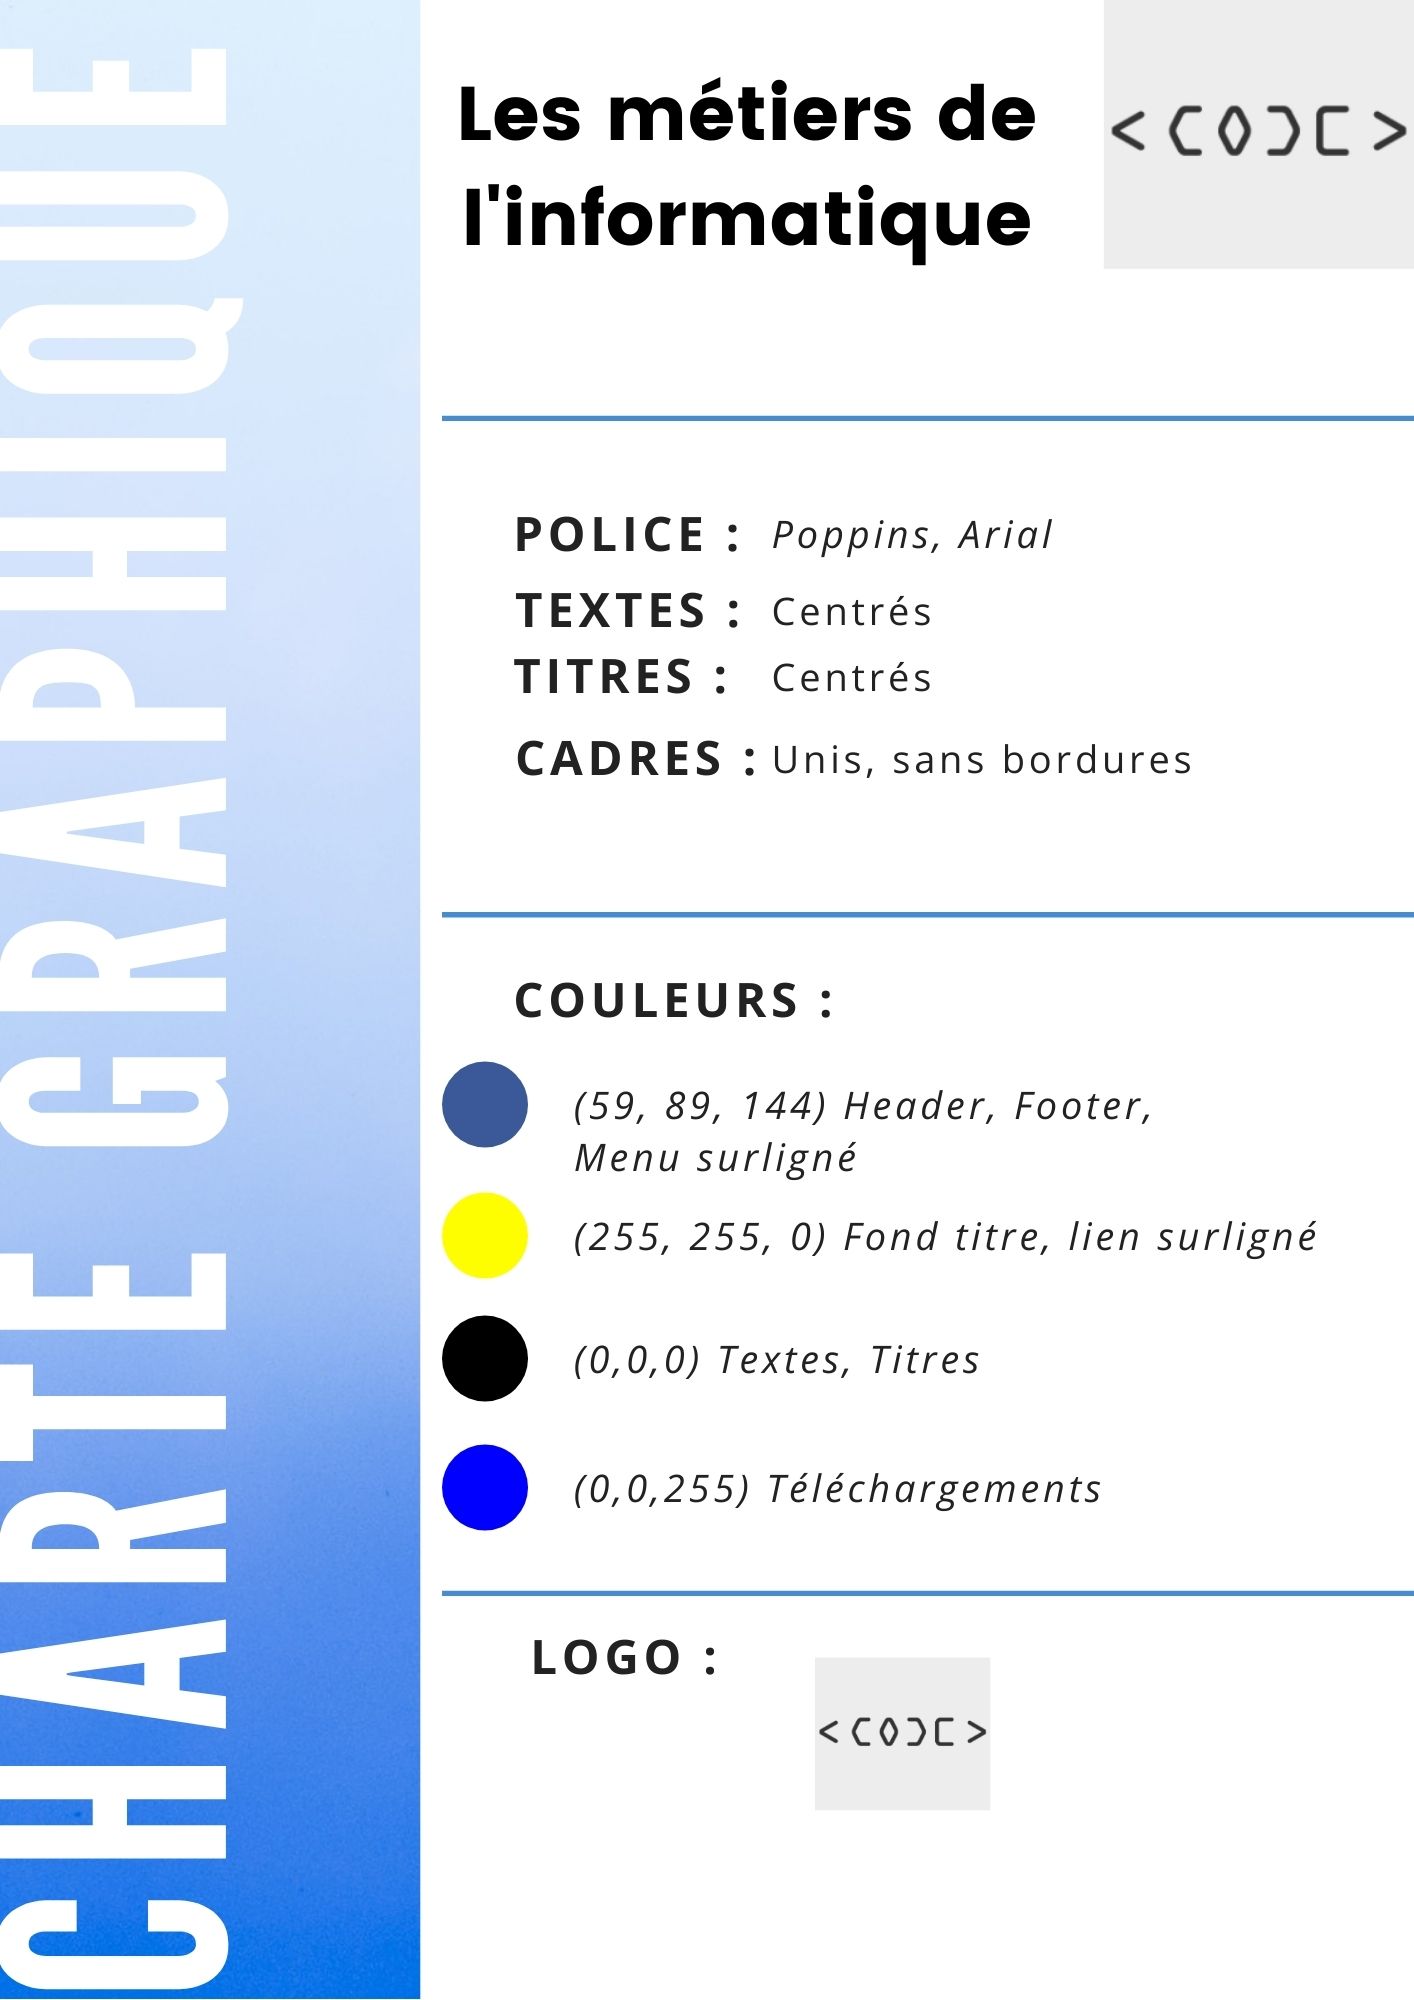 CHARTE GRAPHIQUE
Les métiers de
l'informatique
<CODE>
POLICE : Poppins, Arial
TEXTES : Centrés
TITRES : Centrés
CADRES : Unis, sans bordures
COULEURS :
(59, 89, 144) Header, Footer,
Menu surligné
(255, 255, 0) Fond titre, lien surligné
(0,0,0) Textes, Titres
(0,0,255) Téléchargements
LOGO :
<CODE>